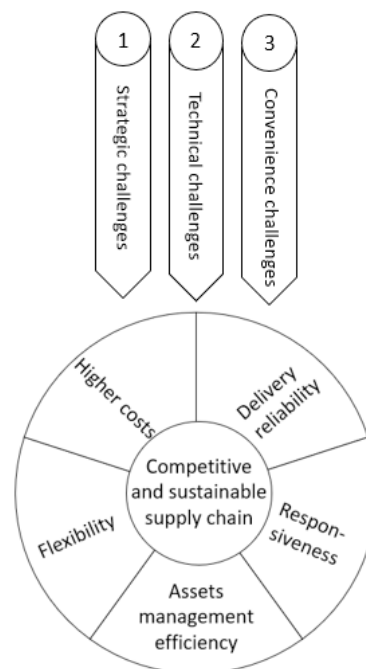 1
2
3
Strategic challenges
Technical challenges
Convenience challenges
Higher costs
Delivery
reliability
Competitive
and sustainable
supply chain
Flexibility
Respon-
siveness
Assets
management
efficiency